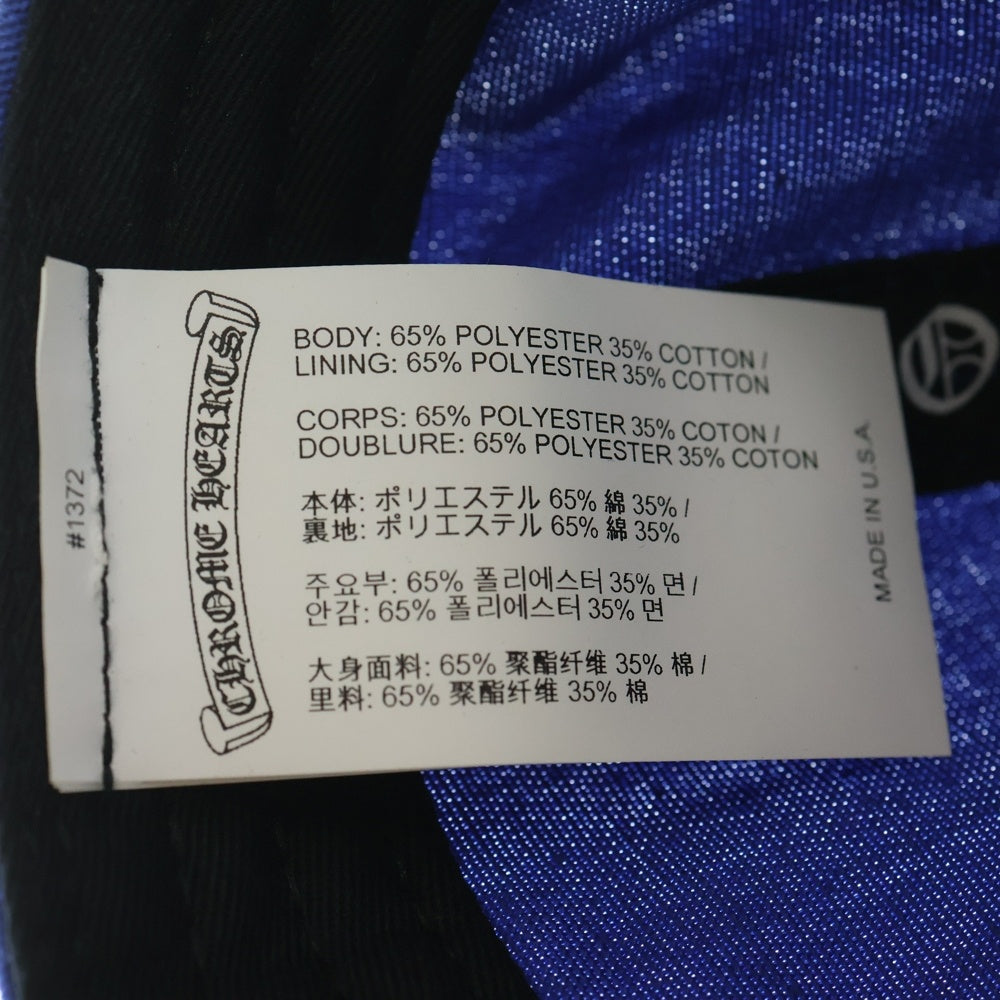 #1372
CHROME HEARTS
BODY: 65% POLYESTER 35% COTTON /
LINING: 65% POLYESTER 35% COTTON
CORPS: 65% POLYESTER 35% COTON /
DOUBLURE: 65% POLYESTER 35% COTON
本体: ポリエステル 65% 綿 35% /
裏地: ポリエステル 65% 綿 35%
주요부: 65% 폴리에스터 35% 면 /
안감: 65% 폴리에스터 35% 면
大身面料: 65% 聚酯纤维 35% 棉 /
里料: 65% 聚酯纤维 35% 棉
MADE IN U.S.A.